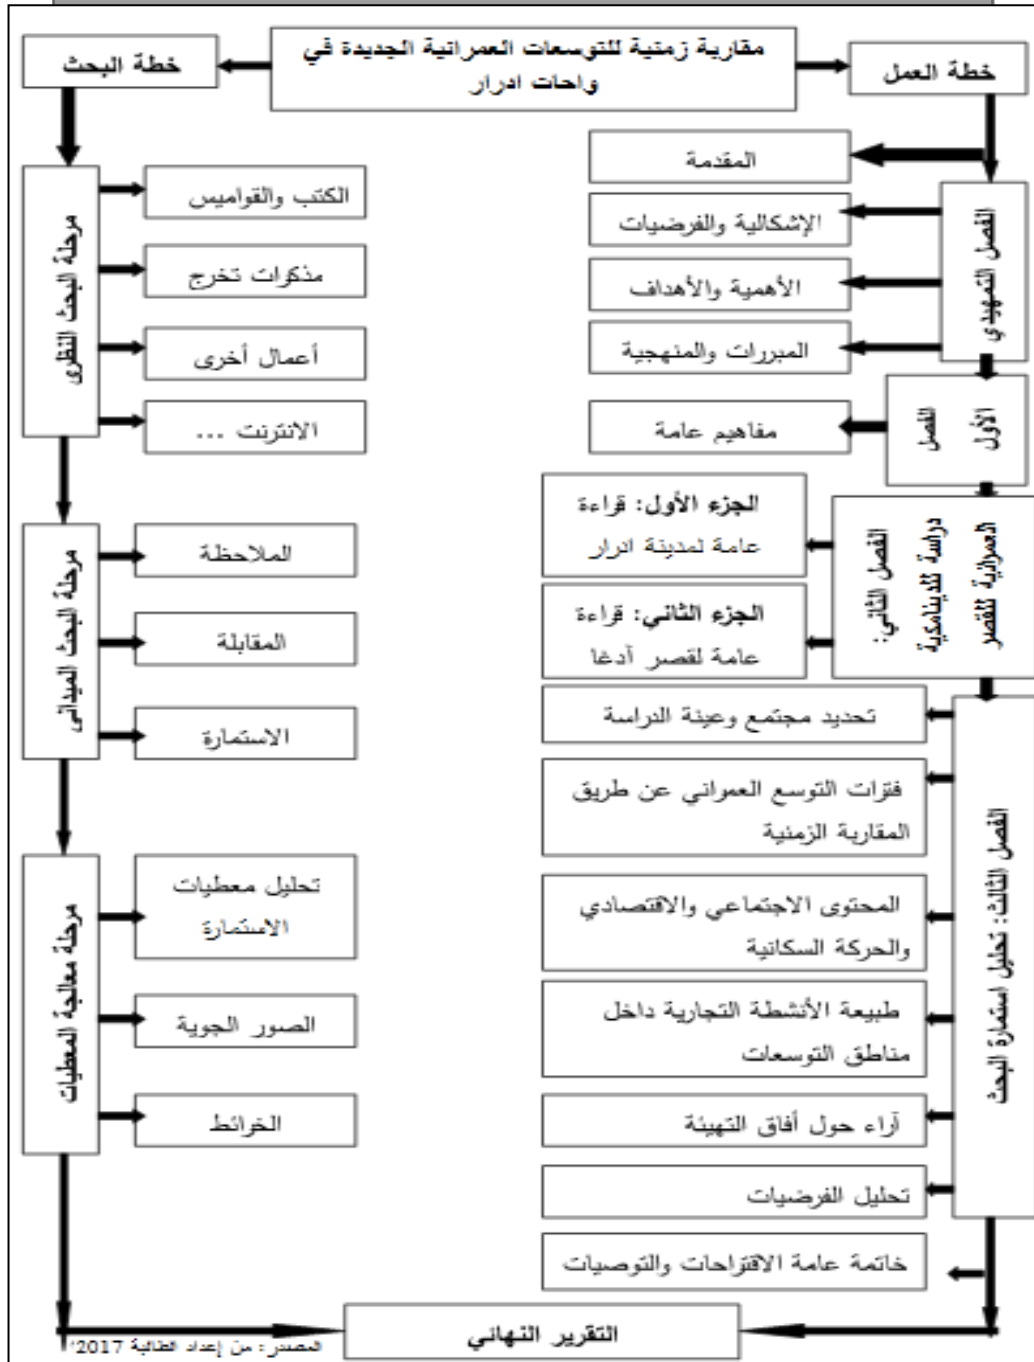 مقاربة زمنية للتوسعات العمرانية الجديدة في
واحات ادرار
خطة العمل
خطة البحث
المقدمة
الفصل التمهيدي
الإشكالية والفرضيات
الأهمية والأهداف
المبررات والمنهجية
الفصل
الأول
مفاهيم عامة
الفصل الثاني:
دراسة للدينامكية
العمرانية للقصر
الجزء الأول: قراءة
عامة لمدينة ادرار
الجزء الثاني: قراءة
عامة لقصر آدغا
الفصل الثالث: تحليل استمارة البحث
تحديد مجتمع وعينة الدراسة
فترات التوسع العمراني عن طريق
المقاربة الزمنية
المحتوى الاجتماعي والاقتصادي
والحركة السكانية
طبيعة الأنشطة التجارية داخل
مناطق التوسعات
آراء حول أفاق التهيئة
تحليل الفرضيات
خاتمة عامة الاقتراحات والتوصيات
مرحلة البحث النظري
الكتب والقواميس
مذكرات تخرج
أعمال أخرى
الانترنت ...
مرحلة البحث الميداني
الملاحظة
المقابلة
الاستمارة
مرحلة معالجة المعطيات
تحليل معطيات
الاستمارة
الصور الجوية
الخرائط
التقرير النهائي
المصدر: من إعداد الطالبة 2017'